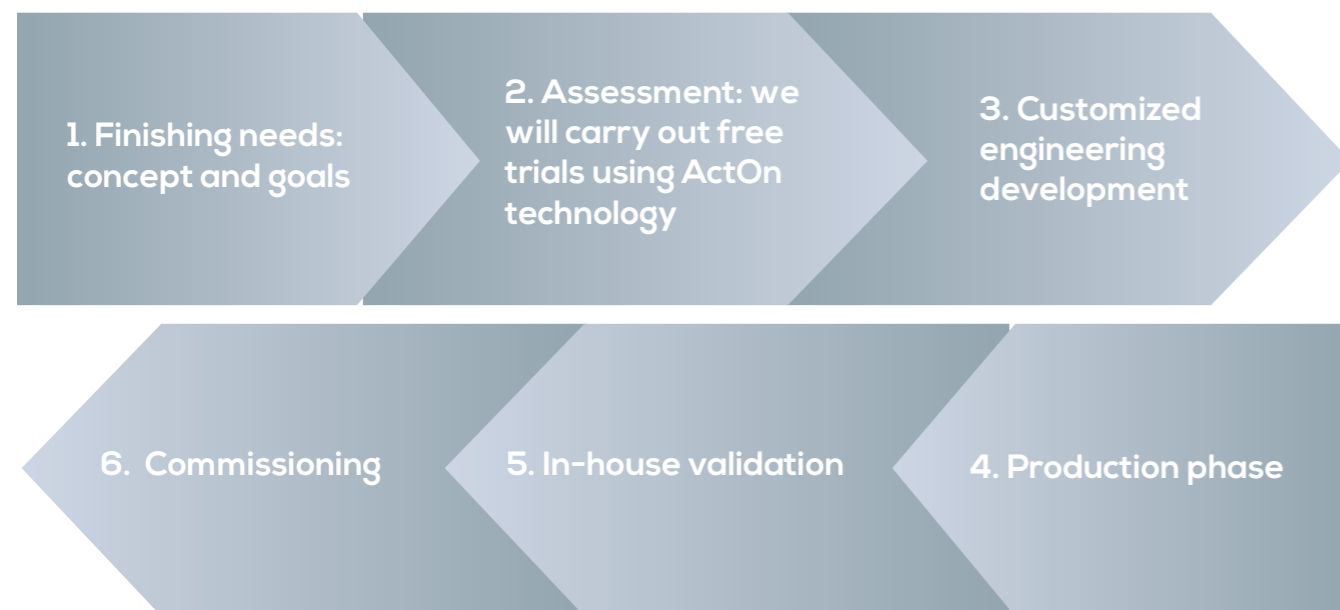 1. Finishing needs:
concept and goals
2. Assessment: we
will carry out free
trials using ActOn
technology
3. Customized
engineering
development
4. Production phase
5. In-house validation
6. Commissioning